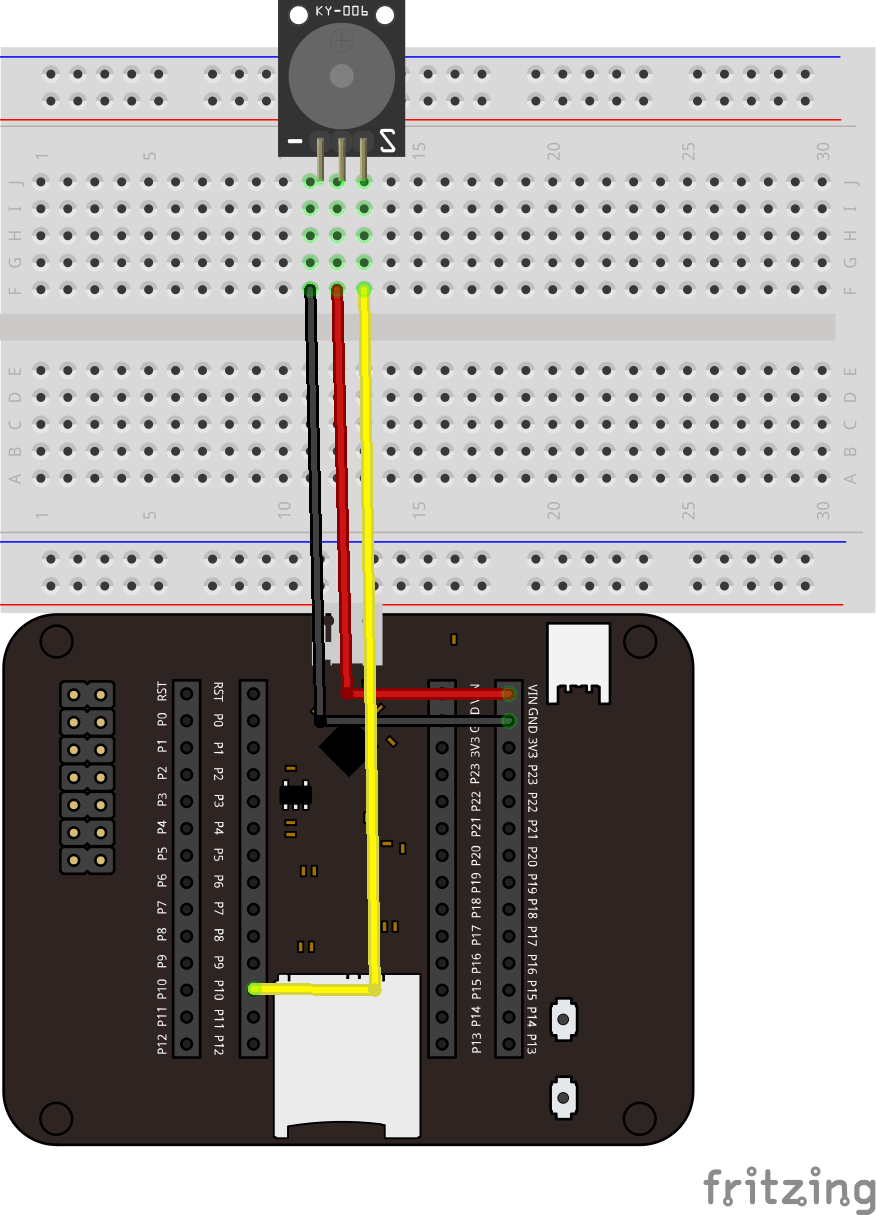 KY-006
- S
1 5 15 20 25 30
J J
I I
H H
G G
F F
E E
D D
C C
B B
A A
1 5 10 15 20 25 30
RST RST VIN
P0 P0 GND
P1 P1 3V3 3V3
P2 P2 P23 P23
P3 P3 P22 P22
P4 P4 P21 P21
P5 P5 P20 P20
P6 P6 P19 P19
P7 P7 P18 P18
P8 P8 P17 P17
P9 P9 P16 P16
P10 P10 P15 P15
P11 P11 P14 P14
P12 P12 P13 P13
fritzing